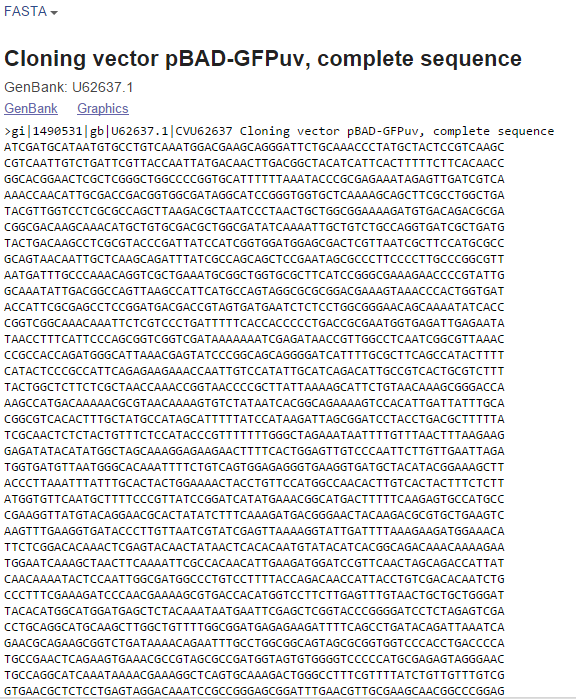 FASTA
Cloning vector pBAD-GFPuv, complete sequence
GenBank: U62637.1
GenBank Graphics
>gi|1490531|gb|U62637.1|CVU62637 Cloning vector pBAD-GFPuv, complete sequence
ATCGATGCATAATGTGCCTGTCAAATGGACGAAGCAGGGATTCTGCAAACCCTATGCTACTCCGTCAAGC
CGTCAATTGTCTGATTCGTTACCAATTATGACAACTTGACGGCTACATCATTCACTTTTTCTTCACAACC
GGCACGGAACTCGCTCGGGCTGGCCCCGGTGCATTTTTTAAATACCCGCGAGAAATAGAGTTGATCGTCA
AAACCAACATTGCGACCGACGGTGGCGATAGGCATCCGGGTGGTGCTCAAAAGCAGCTTCGCCTGGCTGA
TACGTTGGTCCTCGCGCCAGCTTAAGACGCTAATCCCTAACTGCTGGCGGAAAAGATGTGACAGACGCGA
CGGCGACAAGCAAACATGCTGTGCGACGCTGGCGATATCAAAATTGCTGTCTGCCAGGTGATCGCTGATG
TACTGACAAGCCTCGCGTACCCGATTATCCATCGGTGGATGGAGCGACTCGTTAATCGCTTCCATGCGCC
GCAGTAACAATTGCTCAAGCAGATTTATCGCCAGCAGCTCCGAATAGCGCCCTTCCCCTTGCCCGGCGTT
AATGATTTGCCCAAACAGGTCGCTGAAATGCGGCTGGTGCGCTTCATCCGGGCGAAAGAACCCCGTATTG
GCAAATATTGACGGCCAGTTAAGCCATTCATGCCAGTAGGCGCGCGGACGAAAGTAAACCCACTGGTGAT
ACCATTCGCGAGCCTCCGGATGACGACCGTAGTGATGAATCTCTCCTGGCGGGAACAGCAAAATATCACC
CGGTCGGCAAACAAATTCTCGTCCCTGATTTTTCACCACCCCCTGACCGCGAATGGTGAGATTGAGAATA
TAACCTTTCATTCCCAGCGGTCGGTCGATAAAAAAATCGAGATAACCGTTGGCCTCAATCGGCGTTAAAC
CCGCCACCAGATGGGCATTAAACGAGTATCCCGGCAGCAGGGGATCATTTTGCGCTTCAGCCATACTTTT
CATACTCCCGCCATTCAGAGAAGAAACCAATTGTCCATATTGCATCAGACATTGCCGTCACTGCGTCTTT
TACTGGCTCTTCTCGCTAACCAAACCGGTAACCCCGCTTATTAAAAGCATTCTGTAACAAAGCGGGACCA
AAGCCATGACAAAAACGCGTAACAAAAGTGTCTATAATCACGGCAGAAAAGTCCACATTGATTATTTGCA
CGGCGTCACACTTTGCTATGCCATAGCATTTTTATCCATAAGATTAGCGGATCCTACCTGACGCTTTTTA
TCGCAACTCTCTACTGTTTCTCCATACCCGTTTTTTTGGGCTAGAAATAATTTTGTTTAACTTTAAGAAG
GAGATATACATATGGCTAGCAAAGGAGAAGAACTTTTCACTGGAGTTGTCCCAATTCTTGTTGAATTAGA
TGGTGATGTTAATGGGCACAAATTTTCTGTCAGTGGAGAGGGTGAAGGTGATGCTACATACGGAAAGCTT
ACCCTTAAATTTATTTGCACTACTGGAAAACTACCTGTTCCATGGCCAACACTTGTCACTACTTTCTCTT
ATGGTGTTCAATGCTTTTCCCGTTATCCGGATCATATGAAACGGCATGACTTTTTCAAGAGTGCCATGCC
CGAAGGTTATGTACAGGAACGCACTATATCTTTCAAAGATGACGGGAACTACAAGACGCGTGCTGAAGTC
AAGTTTGAAGGTGATACCCTTGTTAATCGTATCGAGTTAAAAGGTATTGATTTTAAAGAAGATGGAAACA
TTCTCGGACACAAACTCGAGTACAACTATAACTCACACAATGTATACATCACGGCAGACAAACAAAAGAA
TGGAATCAAAGCTAACTTCAAAATTCGCCACAACATTGAAGATGGATCCGTTCAACTAGCAGACCATTAT
CAACAAAATACTCCAATTGGCGATGGCCCTGTCCTTTTACCAGACAACCATTACCTGTCGACACAATCTG
CCCTTTCGAAAGATCCCAACGAAAAGCGTGACCACATGGTCCTTCTTGAGTTTGTAACTGCTGCTGGGAT
TACACATGGCATGGATGAGCTCTACAAATAATGAATTCGAGCTCGGTACCCGGGGATCCTCTAGAGTCGA
CCTGCAGGCATGCAAGCTTGGCTGTTTTGGCGGATGAGAGAAGATTTTCAGCCTGATACAGATTAAATCA
GAACGCAGAAGCGGTCTGATAAAACAGAATTTGCCTGGCGGCAGTAGCGCGGTGGTCCCACCTGACCCCA
TGCCGAACTCAGAAGTGAAACGCCGTAGCGCCGATGGTAGTGTGGGGTCCCCCCATGCGAGAGTAGGGAAC
TGCCAGGCATCAAATAAAACGAAAGGCTCAGTGCAAAGACTGGGCCTTTCGTTTTATCTGTTGTTTGTCG
GTGAACGCTCTCCTGAGTAGGACAAATCCGCCGGGAGCGGATTTGAACGTTGCGAAGCAACGGCCCGGAG